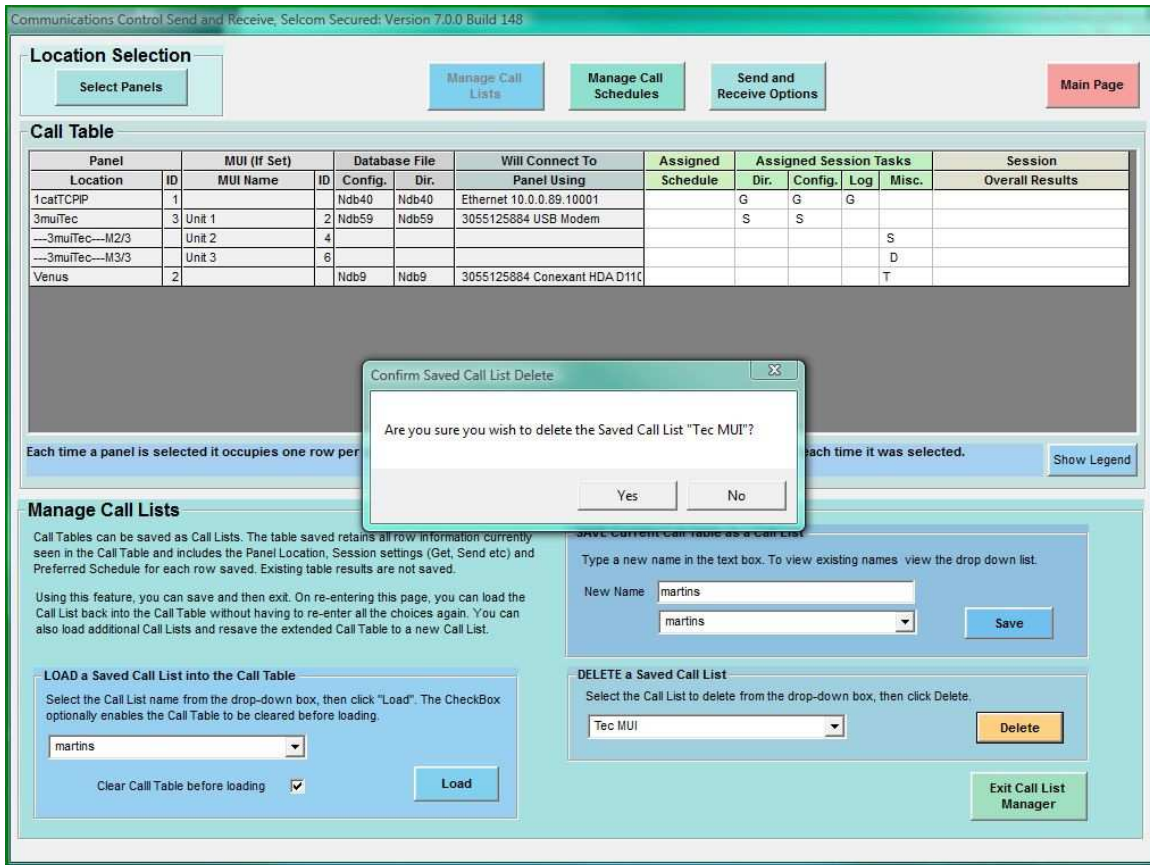 Communications Control Send and Receive, Selcom Secured: Version 7.0.0 Build 148
Location Selection
Select Panels
Manage Call
Lists
Manage Call
Schedules
Send and
Receive Options
Main Page
Call Table
Panel MUI (If Set) Database File Will Connect To Assigned Assigned Session Tasks Session
Location ID MUI Name ID Config. Dir. Panel Using Schedule Dir. Config. Log Misc. Overall Results
1catTCPIP 1 Ndb40 Ndb40 Ethernet 10.0.0.89.10001 G G G
3muiTec 3 Unit 1 2 Ndb59 Ndb59 3055125884 USB Modem S S
---3muiTec---M2/3 Unit 2 4 S
---3muiTec---M3/3 Unit 3 6 D
Venus 2 Ndb9 Ndb9 3055125884 Conexant HDA D110 T
Confirm Saved Call List Delete
Are you sure you wish to delete the Saved Call List "Tec MUI"?
Yes No
Each time a panel is selected it occupies one row per each time it was selected.
Show Legend
Manage Call Lists
Call Tables can be saved as Call Lists. The table saved retains all row information currently
seen in the Call Table and includes the Panel Location, Session settings (Get, Send etc) and
Preferred Schedule for each row saved. Existing table results are not saved.
Using this feature, you can save and then exit. On re-entering this page, you can load the
Call List back into the Call Table without having to re-enter all the choices again. You can
also load additional Call Lists and resave the extended Call Table to a new Call List.
SAVE Current Call Table as a Call List
Type a new name in the text box. To view existing names view the drop down list.
New Name martins
martins
Save
LOAD a Saved Call List into the Call Table
Select the Call List name from the drop-down box, then click "Load". The CheckBox
optionally enables the Call Table to be cleared before loading.
martins
Clear Calll Table before loading
Load
DELETE a Saved Call List
Select the Call List to delete from the drop-down box, then click Delete.
Tec MUI
Delete
Exit Call List
Manager